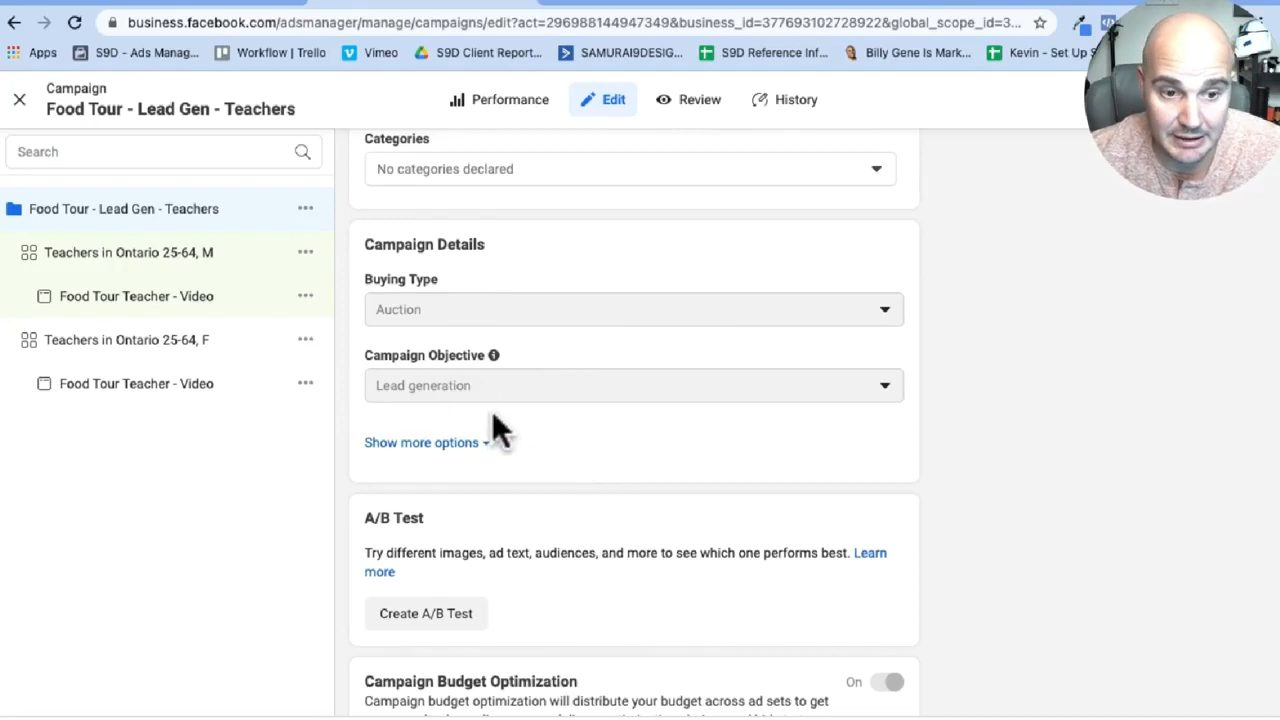 business.facebook.com/adsmanager/manage/campaigns/edit?act=296988144947349&business_id=377693102728922&global_scope_id=3...
Apps S9D - Ads Manag... Workflow | Trello Vimeo S9D Client Report... SAMURAI9DESIG... S9D Reference Inf... Billy Gene Is Mark... Kevin - Set Up S
Campaign
Food Tour - Lead Gen - Teachers
Performance Edit Review History
Search
Food Tour - Lead Gen - Teachers
Teachers in Ontario 25-64, M
Food Tour Teacher - Video
Teachers in Ontario 25-64, F
Food Tour Teacher - Video
Categories
No categories declared
Campaign Details
Buying Type
Auction
Campaign Objective
Lead generation
Show more options
A/B Test
Try different images, ad text, audiences, and more to see which one performs best. Learn
more
Create A/B Test
Campaign Budget Optimization On
Campaign budget optimization will distribute your budget across ad sets to get